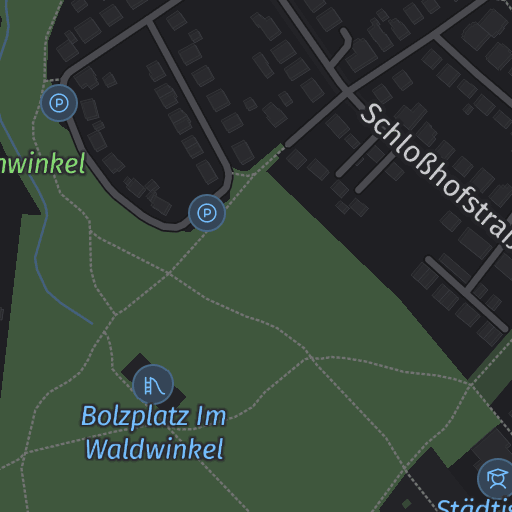 P
nwinkel
Schloßhofstraß
P
Bolzplatz Im
Waldwinkel
Städtis